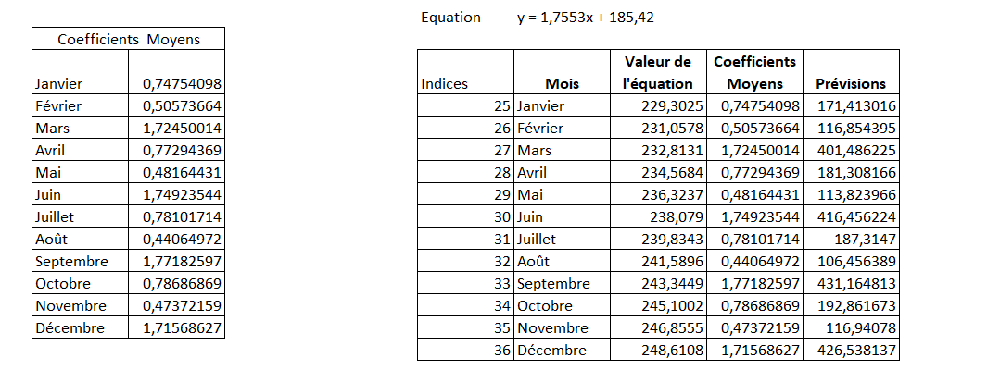 Equation y = 1,7553x + 185,42
Coefficients Moyens
Janvier 0,74754098
Février 0,50573664
Mars 1,72450014
Avril 0,77294369
Mai 0,48164431
Juin 1,74923544
Juillet 0,78101714
Août 0,44064972
Septembre 1,77182597
Octobre 0,78686869
Novembre 0,47372159
Décembre 1,71568627
Valeur de Coefficients
Indices Mois l'équation Moyens Prévisions
25 Janvier 229,3025 0,74754098 171,413016
26 Février 231,0578 0,50573664 116,854395
27 Mars 232,8131 1,72450014 401,486225
28 Avril 234,5684 0,77294369 181,308166
29 Mai 236,3237 0,48164431 113,823966
30 Juin 238,079 1,74923544 416,456224
31 Juillet 239,8343 0,78101714 187,3147
32 Août 241,5896 0,44064972 106,456389
33 Septembre 243,3449 1,77182597 431,164813
34 Octobre 245,1002 0,78686869 192,861673
35 Novembre 246,8555 0,47372159 116,94078
36 Décembre 248,6108 1,71568627 426,538137